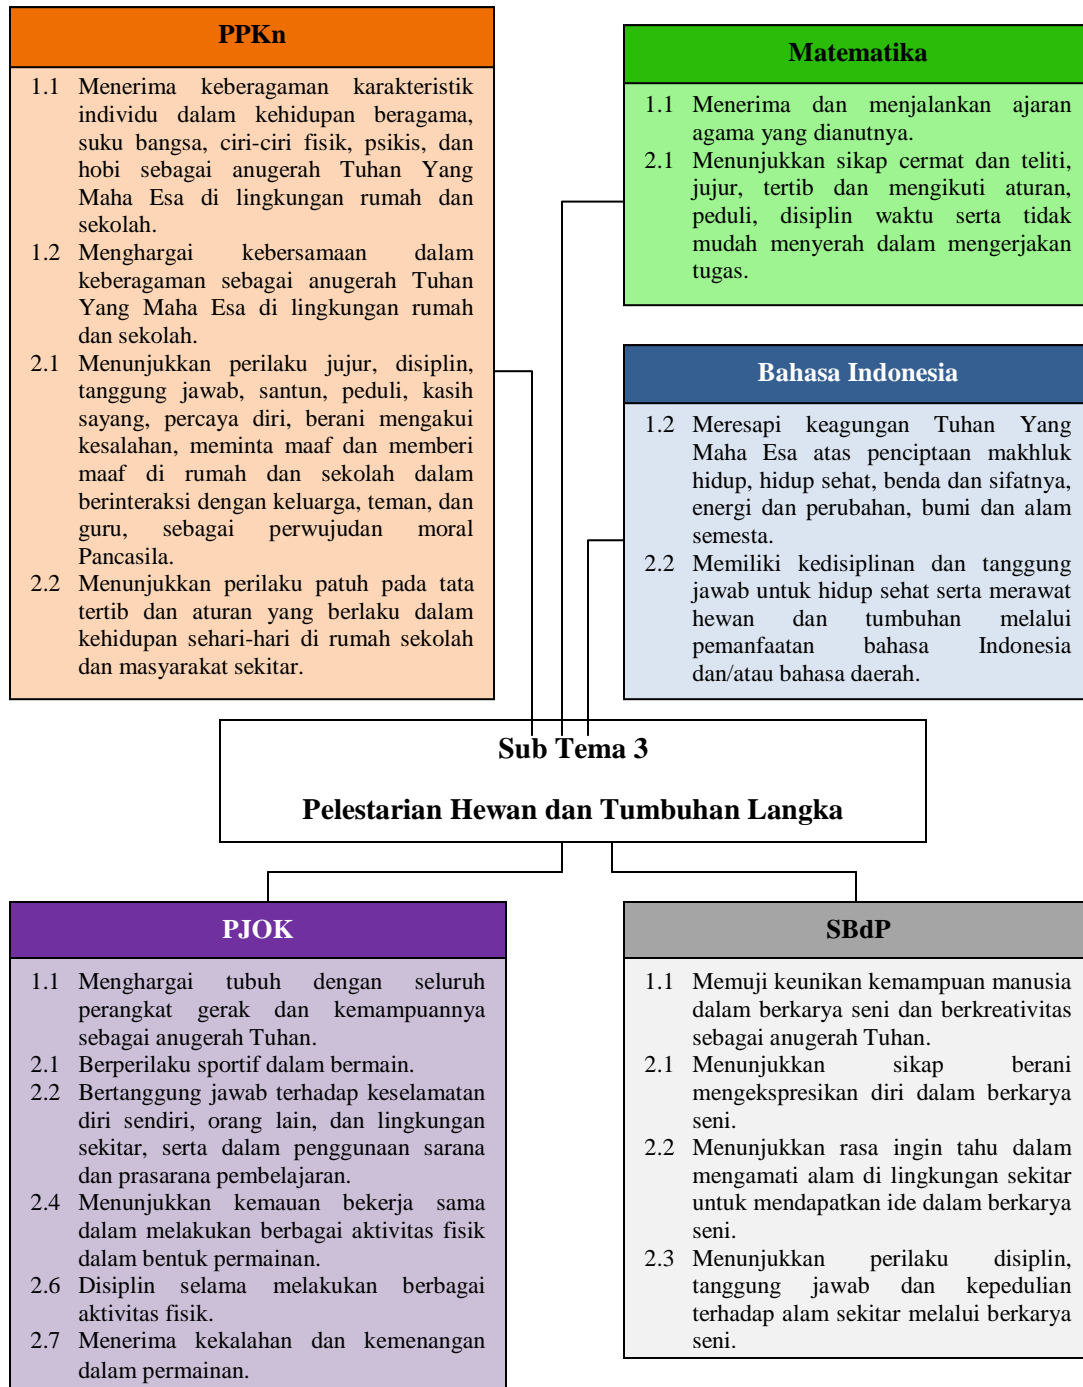 PPKn
1.1 Menerima keberagaman karakteristik
individu dalam kehidupan beragama,
suku bangsa, ciri-ciri fisik, psikis, dan
hobi sebagai anugerah Tuhan Yang
Maha Esa di lingkungan rumah dan
sekolah.
1.2 Menghargai kebersamaan dalam
keberagaman sebagai anugerah Tuhan
Yang Maha Esa di lingkungan rumah
dan sekolah.
2.1 Menunjukkan perilaku jujur, disiplin,
tanggung jawab, santun, peduli, kasih
sayang, percaya diri, berani mengakui
kesalahan, meminta maaf dan memberi
maaf di rumah dan sekolah dalam
berinteraksi dengan keluarga, teman, dan
guru, sebagai perwujudan moral
Pancasila.
2.2 Menunjukkan perilaku patuh pada tata
tertib dan aturan yang berlaku dalam
kehidupan sehari-hari di rumah sekolah
dan masyarakat sekitar.
Matematika
1.1 Menerima dan menjalankan ajaran
agama yang dianutnya.
2.1 Menunjukkan sikap cermat dan teliti,
jujur, tertib dan mengikuti aturan,
peduli, disiplin waktu serta tidak
mudah menyerah dalam mengerjakan
tugas.
Bahasa Indonesia
1.2 Meresapi keagungan Tuhan Yang
Maha Esa atas penciptaan makhluk
hidup, hidup sehat, benda dan sifatnya,
energi dan perubahan, bumi dan alam
semesta.
2.2 Memiliki kedisiplinan dan tanggung
jawab untuk hidup sehat serta merawat
hewan dan tumbuhan melalui
pemanfaatan bahasa Indonesia
dan/atau bahasa daerah.
Sub Tema 3
Pelestarian Hewan dan Tumbuhan Langka
PJOK
1.1 Menghargai tubuh dengan seluruh
perangkat gerak dan kemampuannya
sebagai anugerah Tuhan.
2.1 Berperilaku sportif dalam bermain.
2.2 Bertanggung jawab terhadap keselamatan
diri sendiri, orang lain, dan lingkungan
sekitar, serta dalam penggunaan sarana
dan prasarana pembelajaran.
2.4 Menunjukkan kemauan bekerja sama
dalam melakukan berbagai aktivitas fisik
dalam bentuk permainan.
2.6 Disiplin selama melakukan berbagai
aktivitas fisik.
2.7 Menerima kekalahan dan kemenangan
dalam permainan.
SBdP
1.1 Memuji keunikan kemampuan manusia
dalam berkarya seni dan berkreativitas
sebagai anugerah Tuhan.
2.1 Menunjukkan sikap berani
mengekspresikan diri dalam berkarya
seni.
2.2 Menunjukkan rasa ingin tahu dalam
mengamati alam di lingkungan sekitar
untuk mendapatkan ide dalam berkarya
seni.
2.3 Menunjukkan perilaku disiplin,
tanggung jawab dan kepedulian
terhadap alam sekitar melalui berkarya
seni.